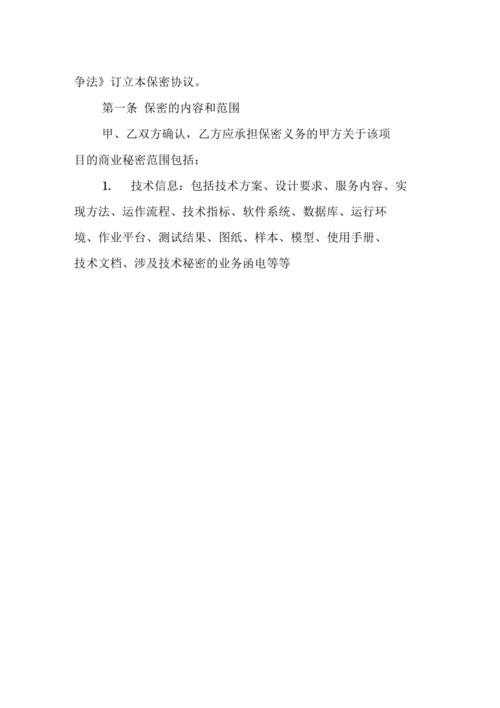 争法》订立本保密协议。
第一条 保密的内容和范围
甲、乙双方确认，乙方应承担保密义务的甲方关于该项
目的商业秘密范围包括：
1. 技术信息：包括技术方案、设计要求、服务内容、实
现方法、运作流程、技术指标、软件系统、数据库、运行环
境、作业平台、测试结果、图纸、样本、模型、使用手册、
技术文档、涉及技术秘密的业务函电等等